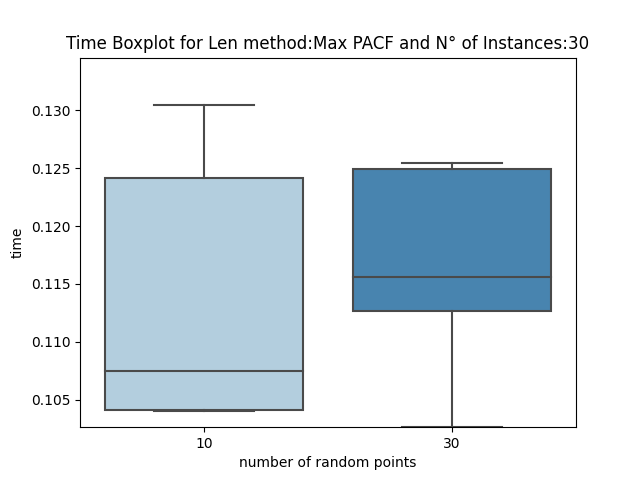 Time Boxplot for Len method:Max PACF and N° of Instances:30
0.130
0.125
0.120
0.115
0.110
0.105
time
10 30
number of random points